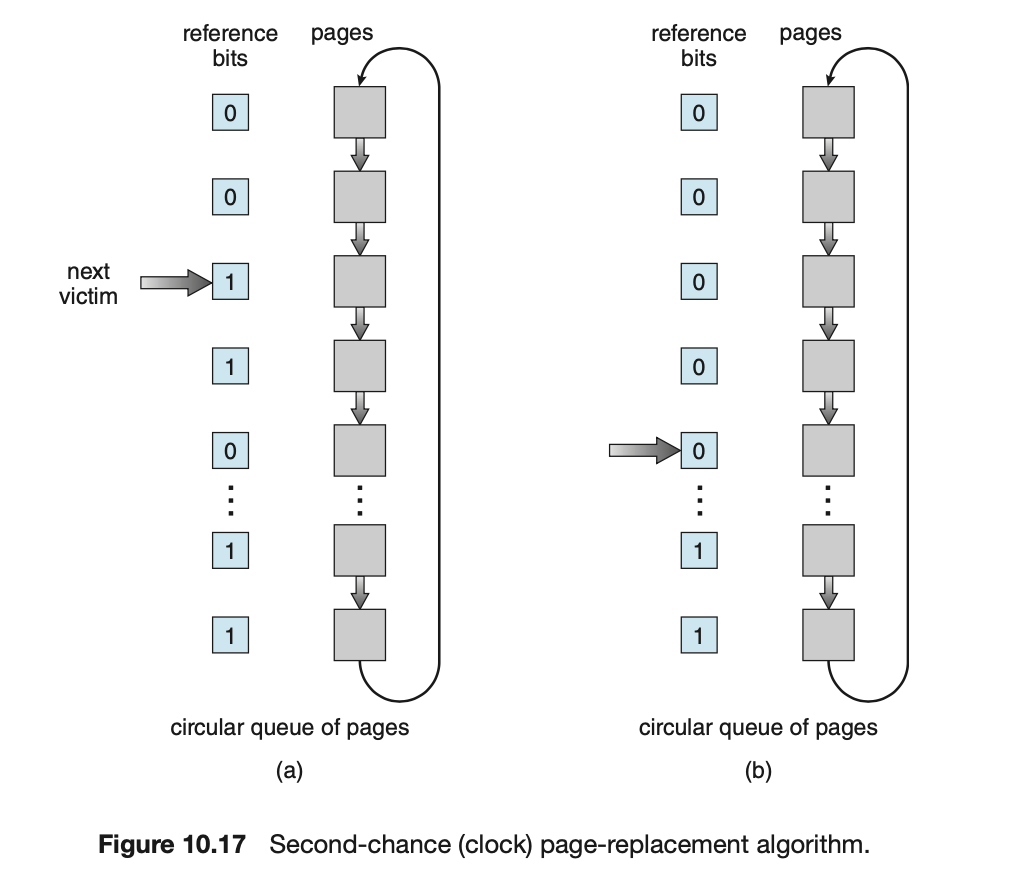 reference
bits
pages
0
0
next
victim
1
1
0
1
1
circular queue of pages
(a)
reference
bits
pages
0
0
0
0
0
1
1
circular queue of pages
(b)
Figure 10.17 Second-chance (clock) page-replacement algorithm.